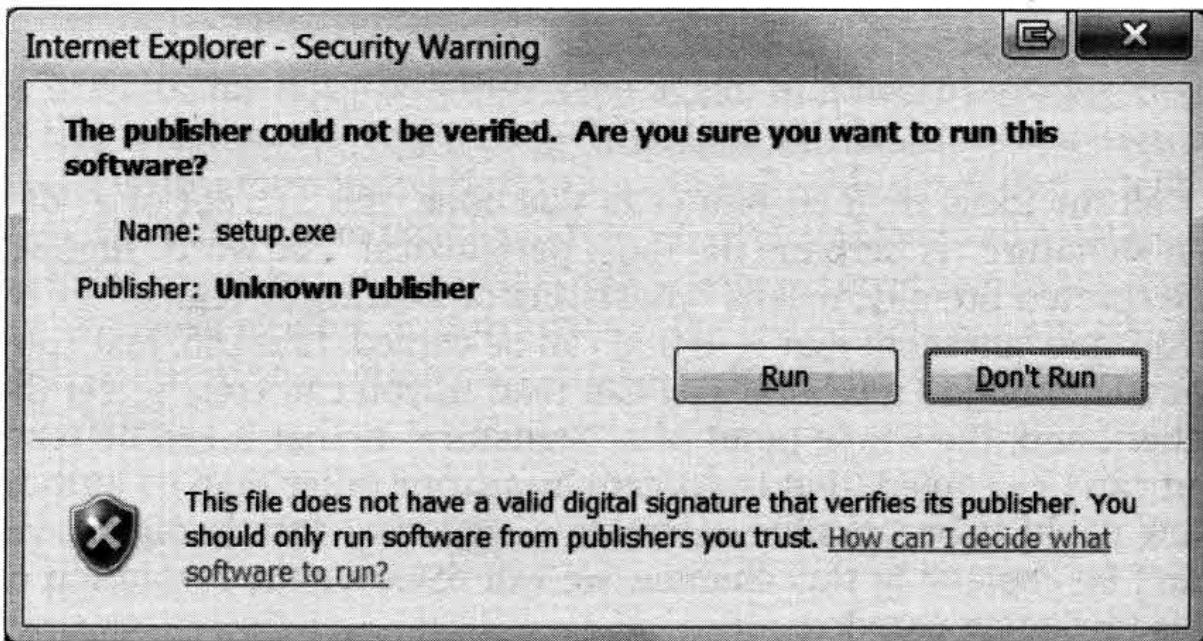 Internet Explorer - Security Warning
The publisher could not be verified.  Are you sure you want to run this
software?
Name: setup.exe
Publisher: Unknown Publisher
Run
Don't Run
This file does not have a valid digital signature that verifies its publisher. You
should only run software from publishers you trust. How can I decide what
software to run?